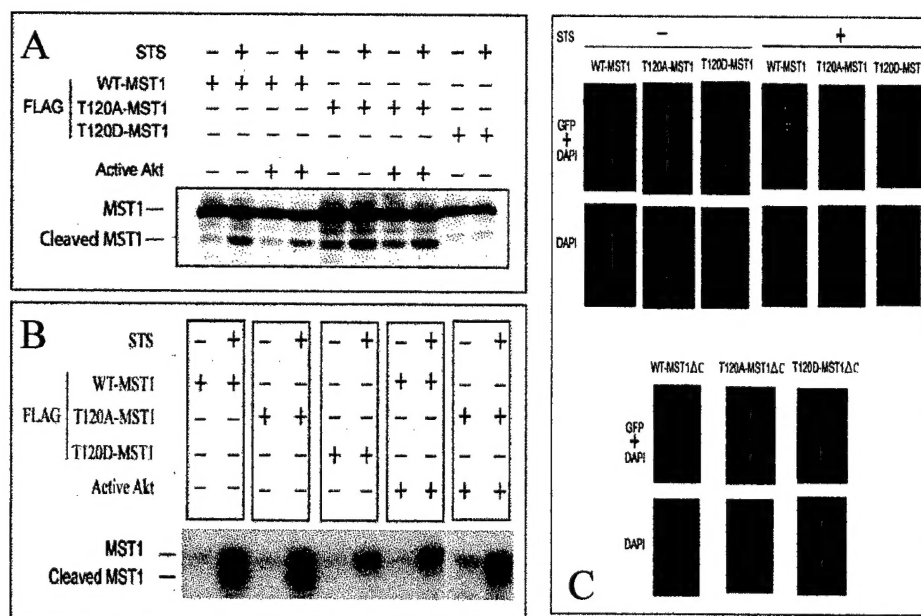 A
STS − + − + − + − + − +
WT-MST1 + + + + − − − − − −
FLAG T120A-MST1 − − − − + + + + − −
T120D-MST1 − − − − − − − − + +
Active Akt − − + + − − + + − −
MST1
Cleaved MST1
B
STS − + − + − + − + − +
WT-MST1 + + − − − − + + − −
FLAG T120A-MST1 − − + + − − − − + +
T120D-MST1 − − − − + + − − − −
Active Akt − − − − − − + + + +
MST1
Cleaved MST1
STS − +
WT-MST1 T120A-MST1 T120D-MST1 WT-MST1 T120A-MST1 T120D-MST
GFP
+
DAPI
DAPI
WT-MST1ΔC T120A-MST1ΔC T120D-MST1ΔC
GFP
+
DAPI
DAPI
C